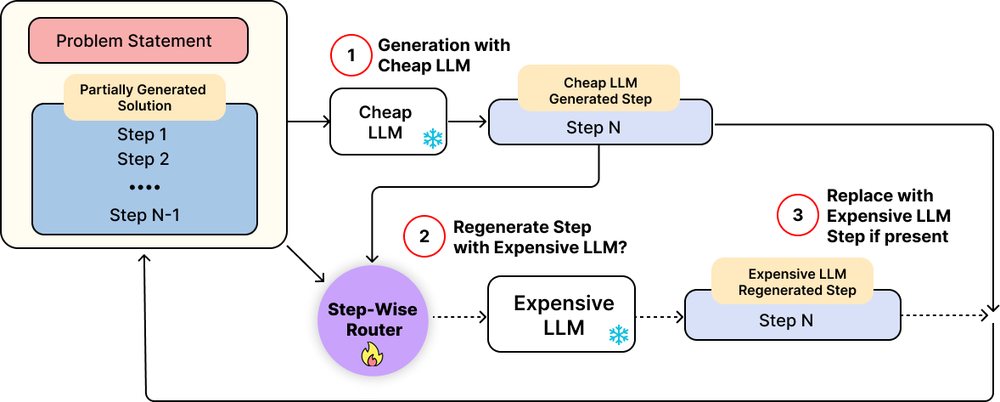 Problem Statement
Partially Generated
Solution
Step 1
Step 2
••••
Step N-1
1
Generation with
Cheap LLM
Cheap
LLM
Cheap LLM
Generated Step
Step N
2
Regenerate Step
with Expensive LLM?
Step-Wise
Router
Expensive
LLM
3
Replace with
Expensive LLM
Step if present
Expensive LLM
Regenerated Step
Step N